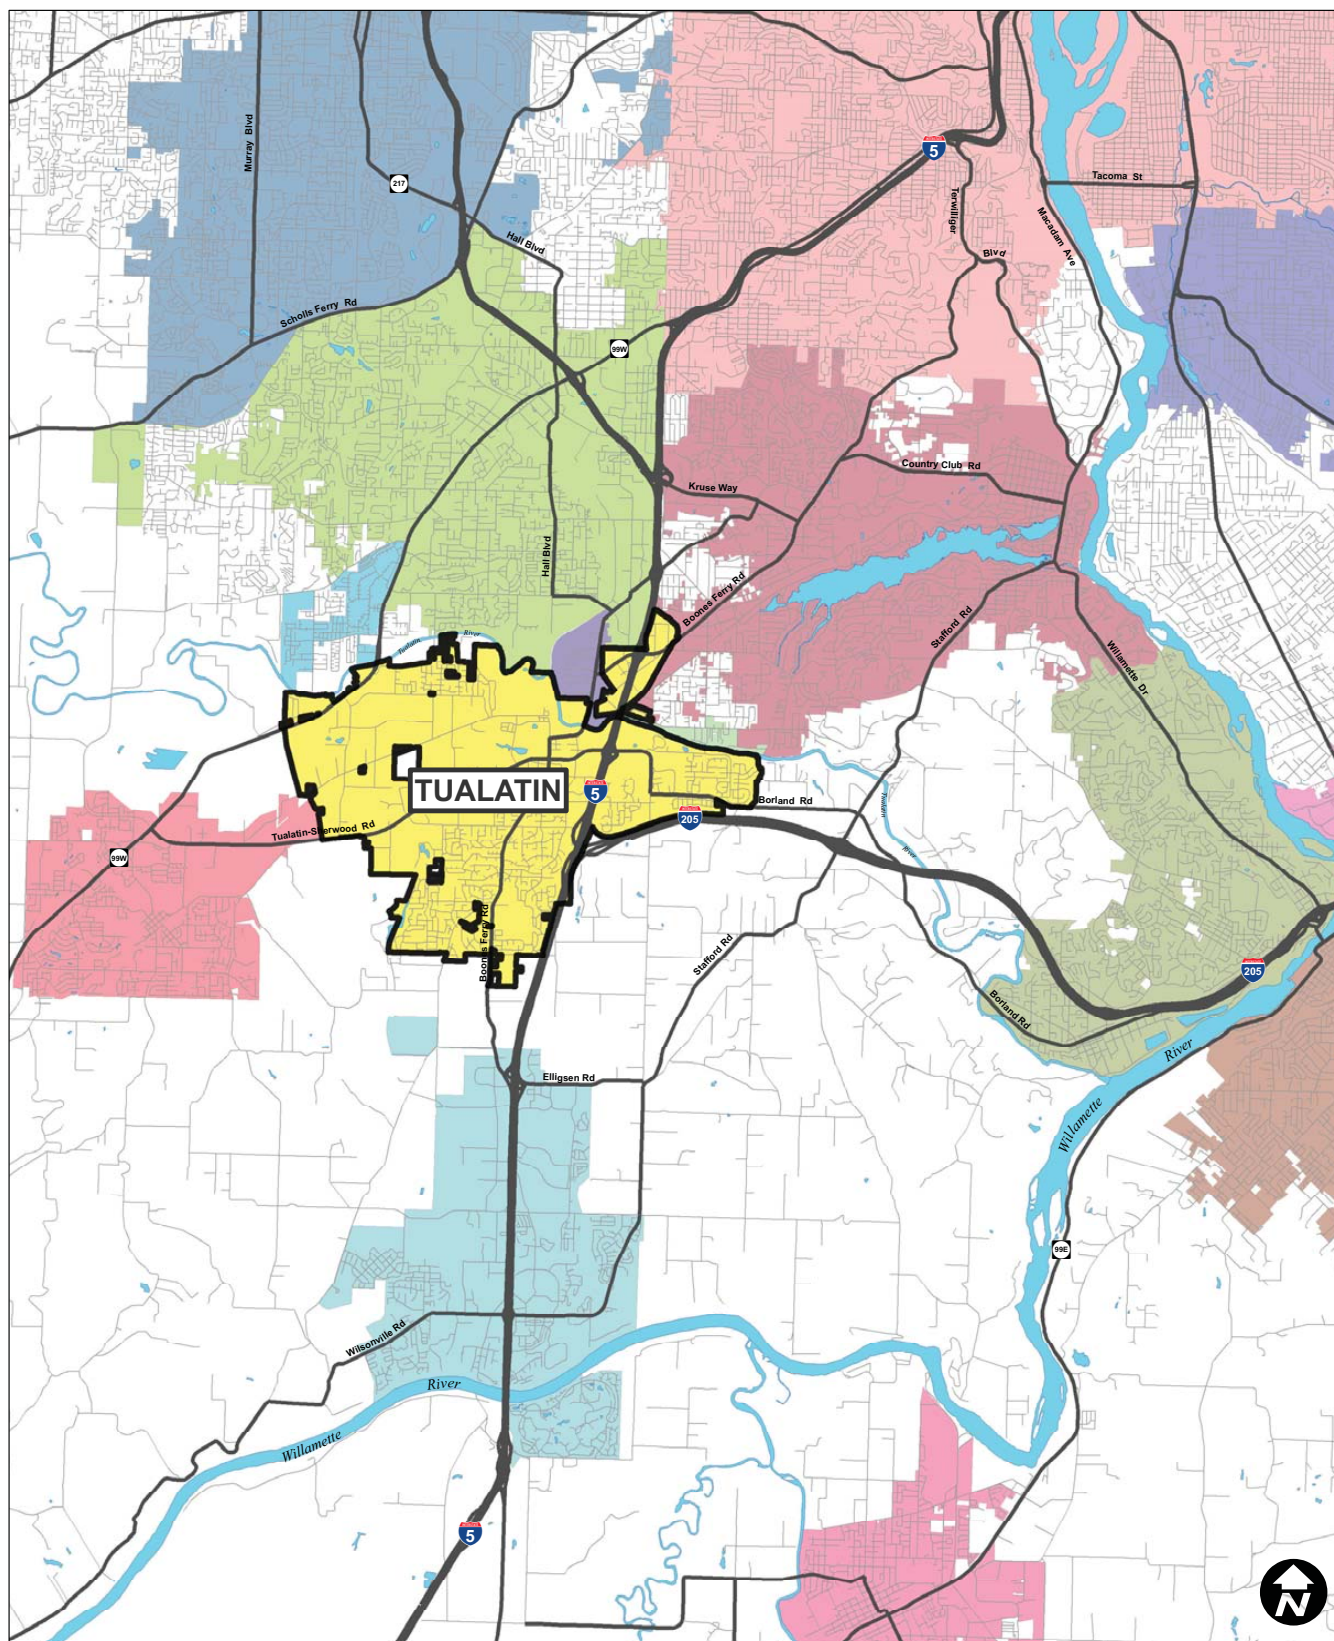 5
Tacoma St
Murray Blvd
217
Terwilliger
Blvd
Macadam Ave
Hall Blvd
Scholls Ferry Rd
99W
Country Club Rd
Kruse Way
Hall Blvd
Boones Ferry Rd
Stafford Rd
Tualatin
River
Willamette Dr
TUALATIN
5
Borland Rd
205
Tualatin
River
Tualatin-Sherwood Rd
99W
Boones Ferry Rd
Stafford Rd
205
Borland Rd
River
Willamette
Elligsen Rd
99E
Wilsonville Rd
River
Willamette
5
N